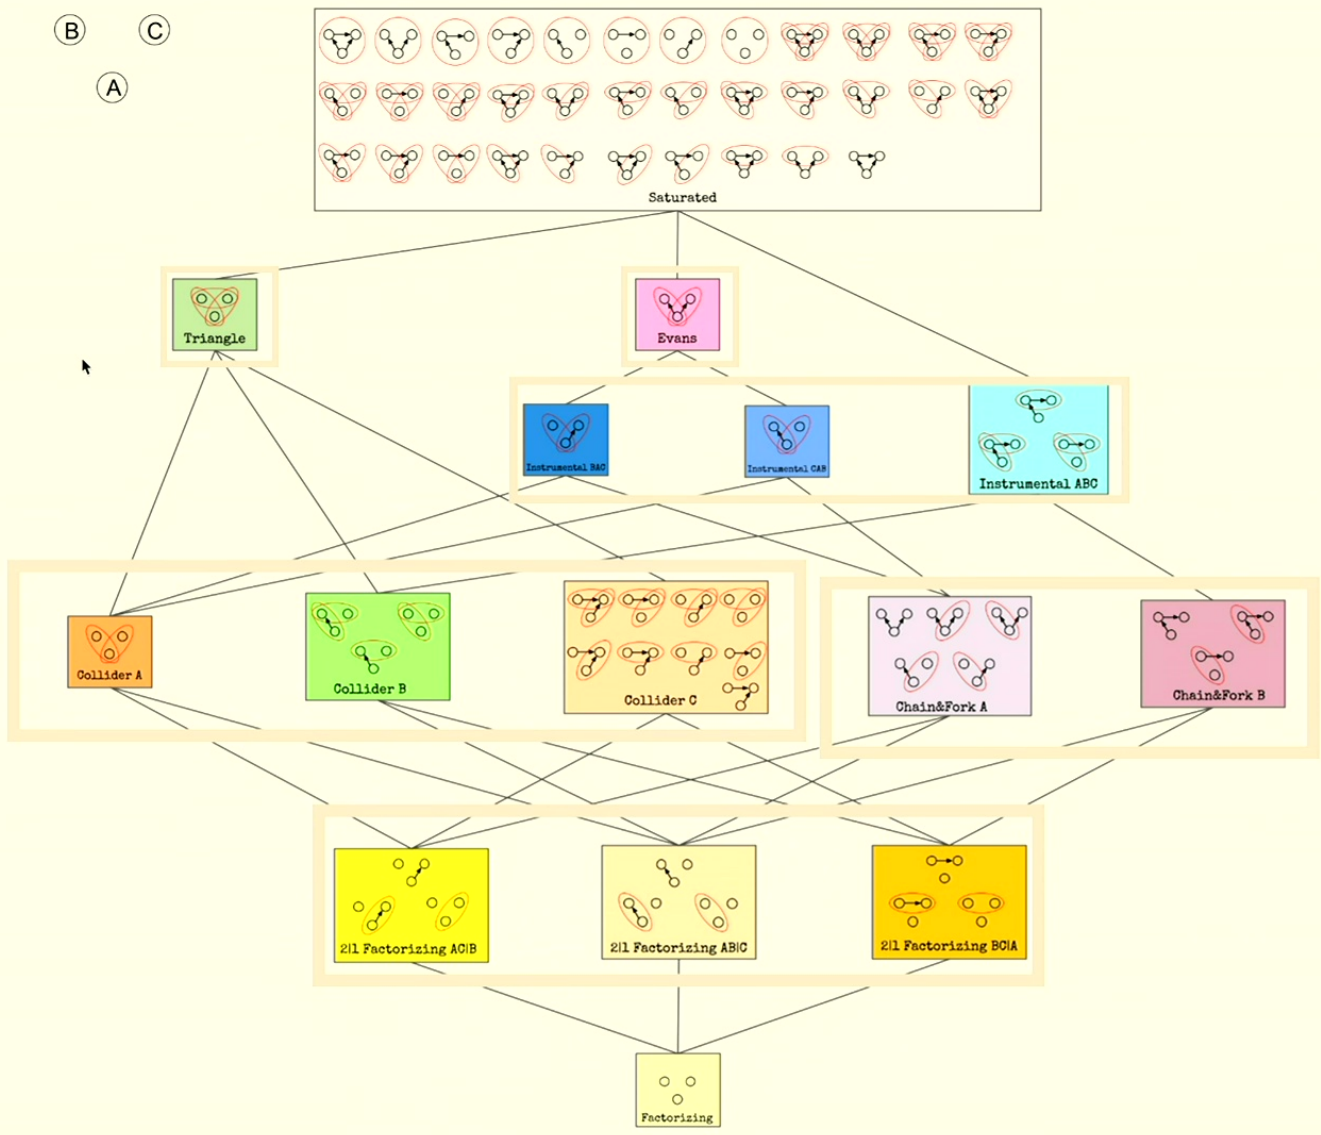 B
C
A
Saturated
Triangle
Evans
Instrumental BAC
Instrumental CAB
Instrumental ABC
Collider A
Collider B
Collider C
Chain&Fork A
Chain&Fork B
2|1 Factorizing AC|B
2|1 Factorizing AB|C
2|1 Factorizing BC|A
Factorizing